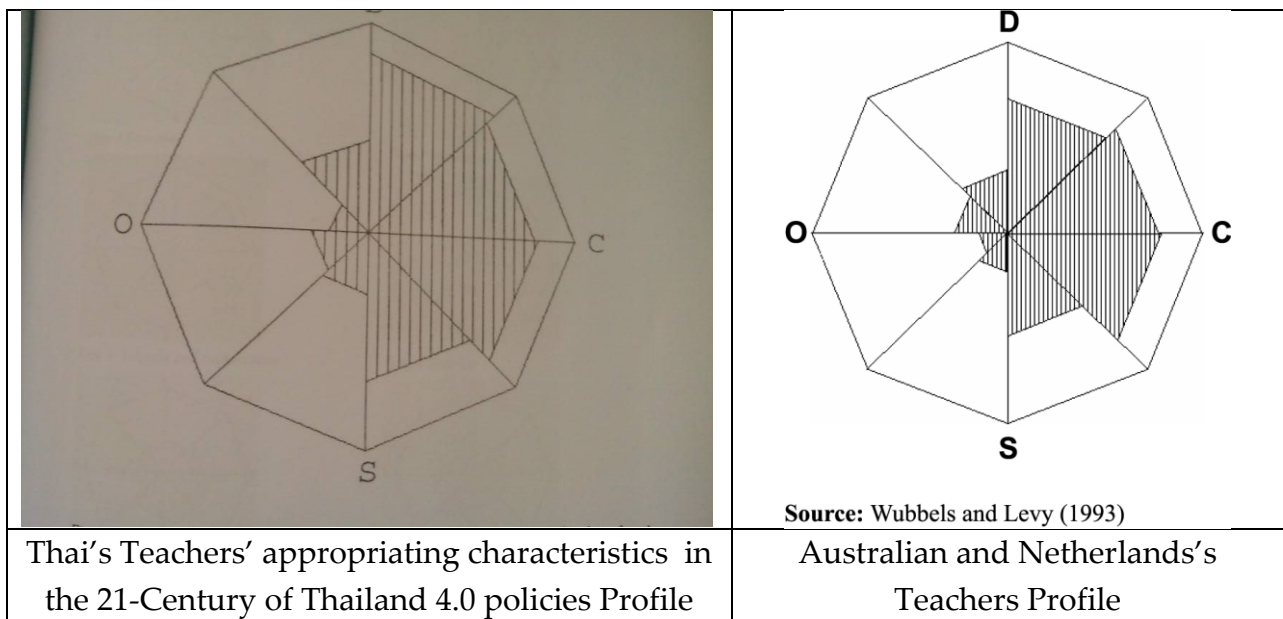 O
C
S
D
O
C
S
Source: Wubbels and Levy (1993)
Thai's Teachers' appropriating characteristics in
the 21-Century of Thailand 4.0 policies Profile
Australian and Netherlands's
Teachers Profile